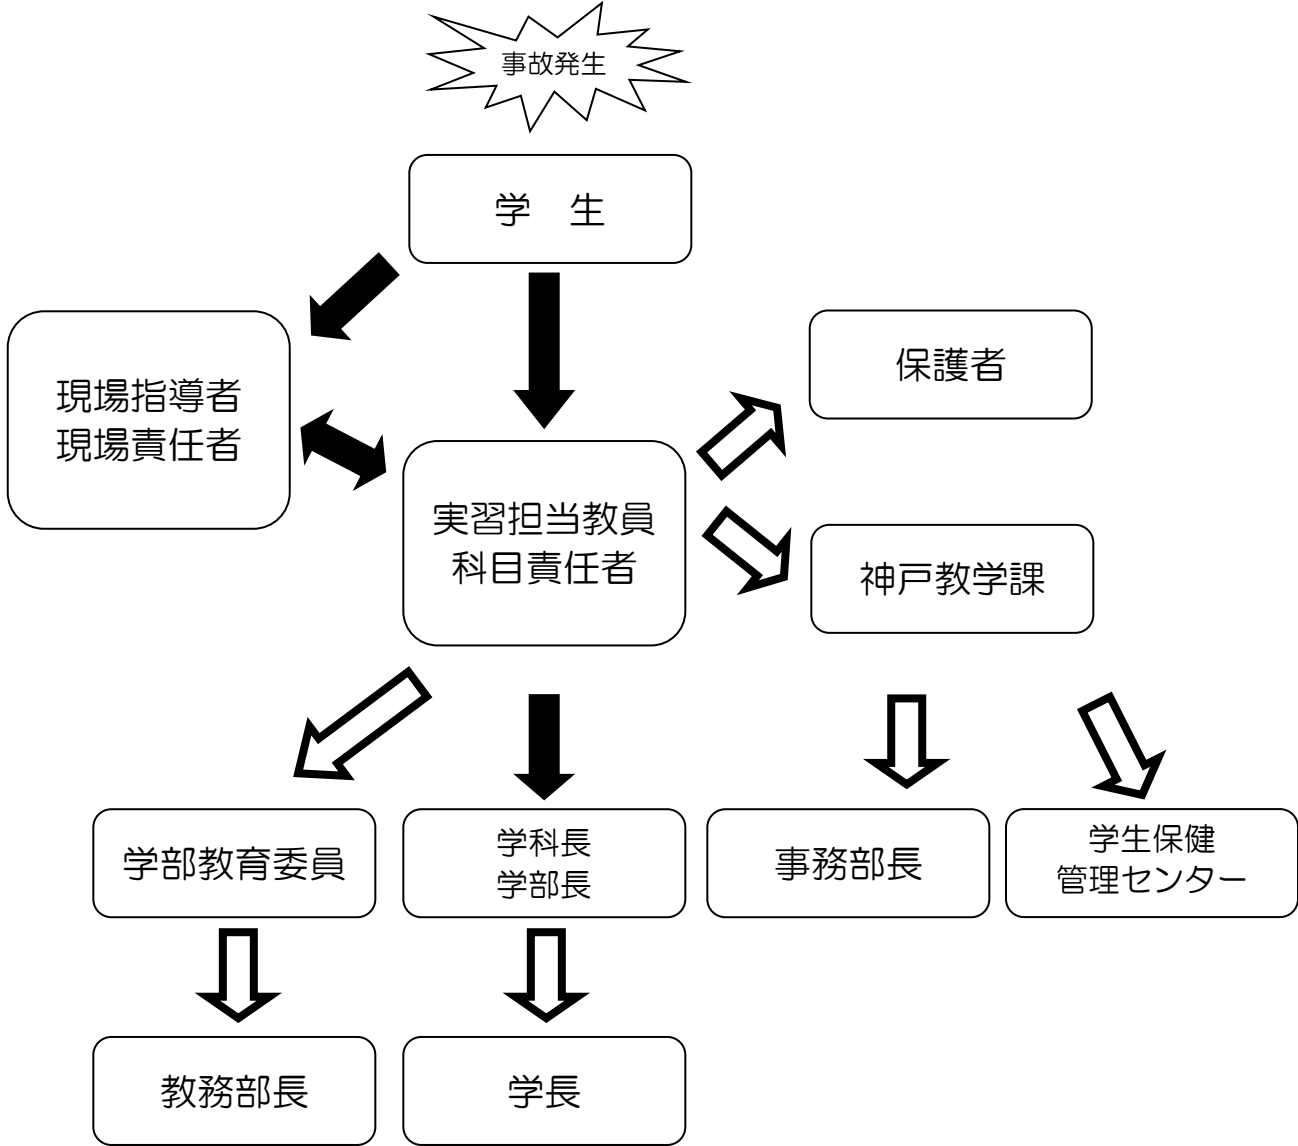 事故発生
学　生
現場指導者
現場責任者
保護者
実習担当教員
科目責任者
神戸教学課
学部教育委員
学科長
学部長
事務部長
学生保健
管理センター
教務部長
学長